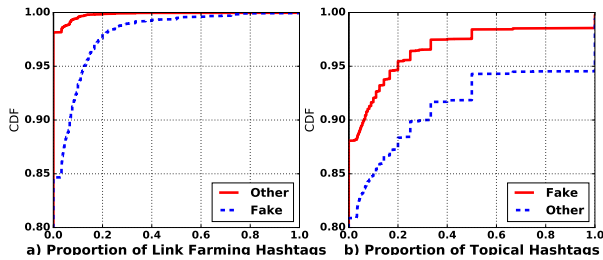 1.00
0.95
0.90
0.85
0.80
CDF
0.0 0.2 0.4 0.6 0.8 1.0
Other
Fake
a) Proportion of Link Farming Hashtags
1.00
0.95
0.90
0.85
0.80
CDF
0.0 0.2 0.4 0.6 0.8 1.0
Fake
Other
b) Proportion of Topical Hashtags